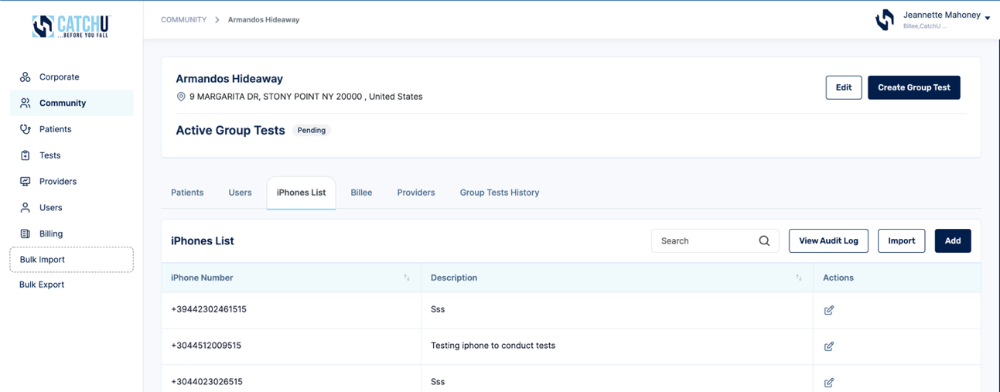 CATCHU
...BEFORE YOU FALL
COMMUNITY > Armandos Hideaway
Jeannette Mahoney
Billee,CatchU ...
Corporate
Community
Patients
Tests
Providers
Users
Billing
Bulk Import
Bulk Export
Armandos Hideaway
9 MARGARITA DR, STONY POINT NY 20000 , United States
Edit
Create Group Test
Active Group Tests Pending
Patients Users iPhones List Billee Providers Group Tests History
iPhones List
Search
View Audit Log
Import
Add
iPhone Number Description Actions
+39442302461515 Sss
+3044512009515 Testing iphone to conduct tests
+3044023026515 Sss